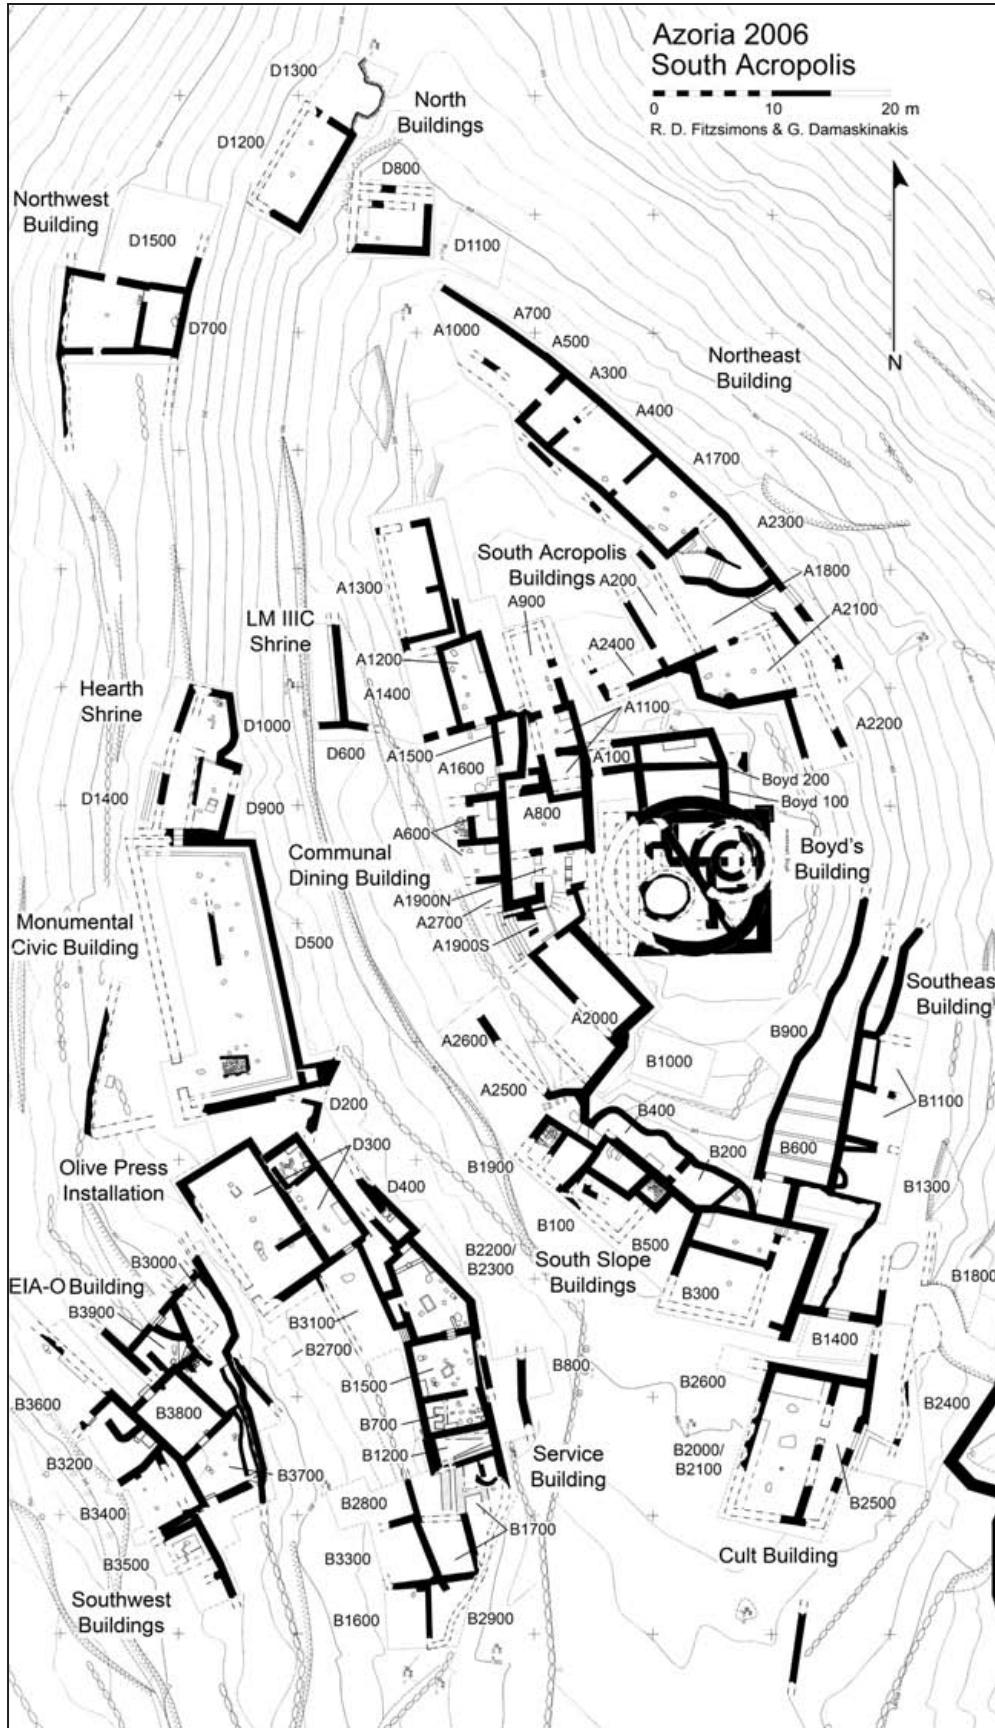 Azoria 2006
South Acropolis
0 10 20 m
R. D. Fitzsimons & G. Damaskinakis
N
D1300
North
Buildings
D1200
D800
Northwest
Building
D1500
D1100
D700
A1000
A700
A500
A300
Northeast
Building
A400
A1700
A2300
South Acropolis
Buildings
A200
A1800
A1300
A900
A2100
LM IIIC
Shrine
A2400
A1200
Hearth
Shrine
A1400
D1000
A1100
A2200
D600
A1500
A1600
A100
Boyd 200
D1400
D900
Boyd 100
A800
A600
Communal
Dining Building
Boyd's
Building
A1900N
Monumental
Civic Building
D500
A2700
A1900S
Southeas
Building
A2000
B900
A2600
B1000
A2500
B1100
D200
B400
Olive Press
Installation
D300
B200
B600
B1900
D400
B1300
B100
B3000
B2200/
B2300
B500
South Slope
Buildings
EIA-O Building
B1800
B3900
B300
B3100
B1400
B2700
B1500
B800
B2600
B3600
B3800
B2400
B700
B1200
Service
Building
B2000/
B2100
B3200
B3700
B2500
B2800
B3400
B1700
B3300
Cult Building
B3500
Southwest
Buildings
B1600
B2900